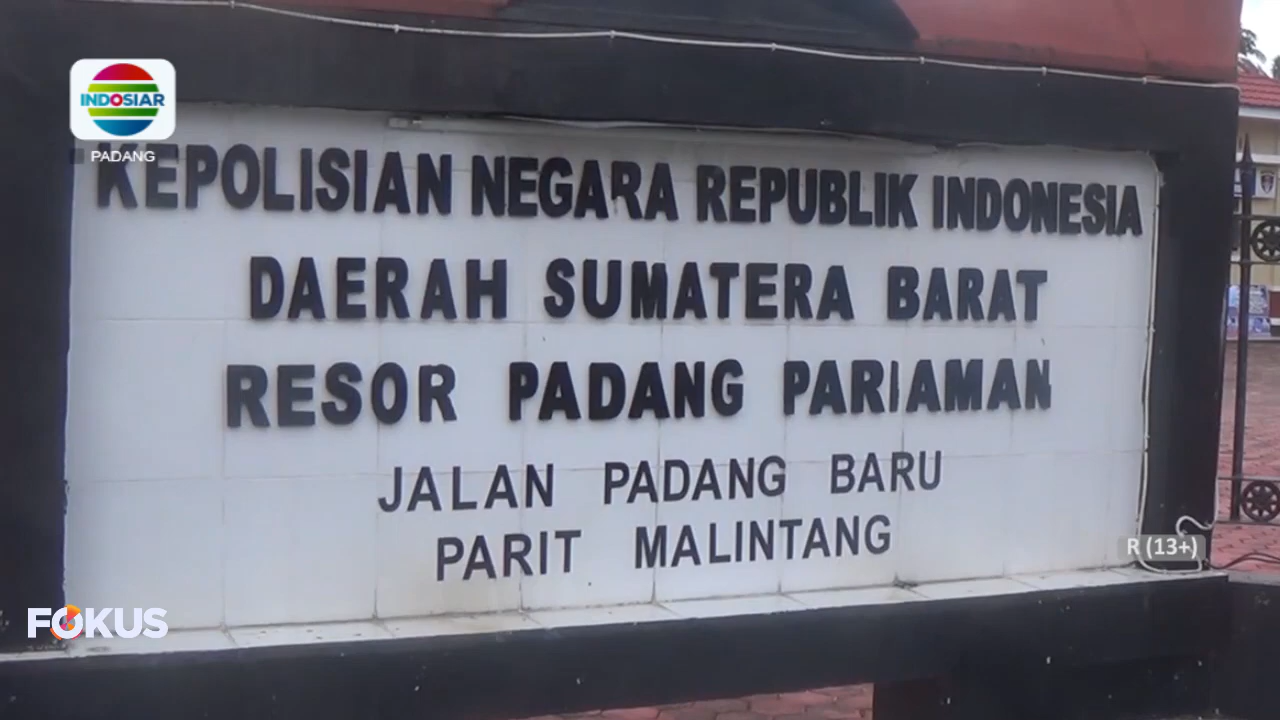 INDOSIAR
PADANG
KEPOLISIAN NEGARA REPUBLIK INDONESIA
DAERAH SUMATERA BARAT
RESOR PADANG PARIAMAN
JALAN PADANG BARU
PARIT MALINTANG
R (13+)
FOKUS